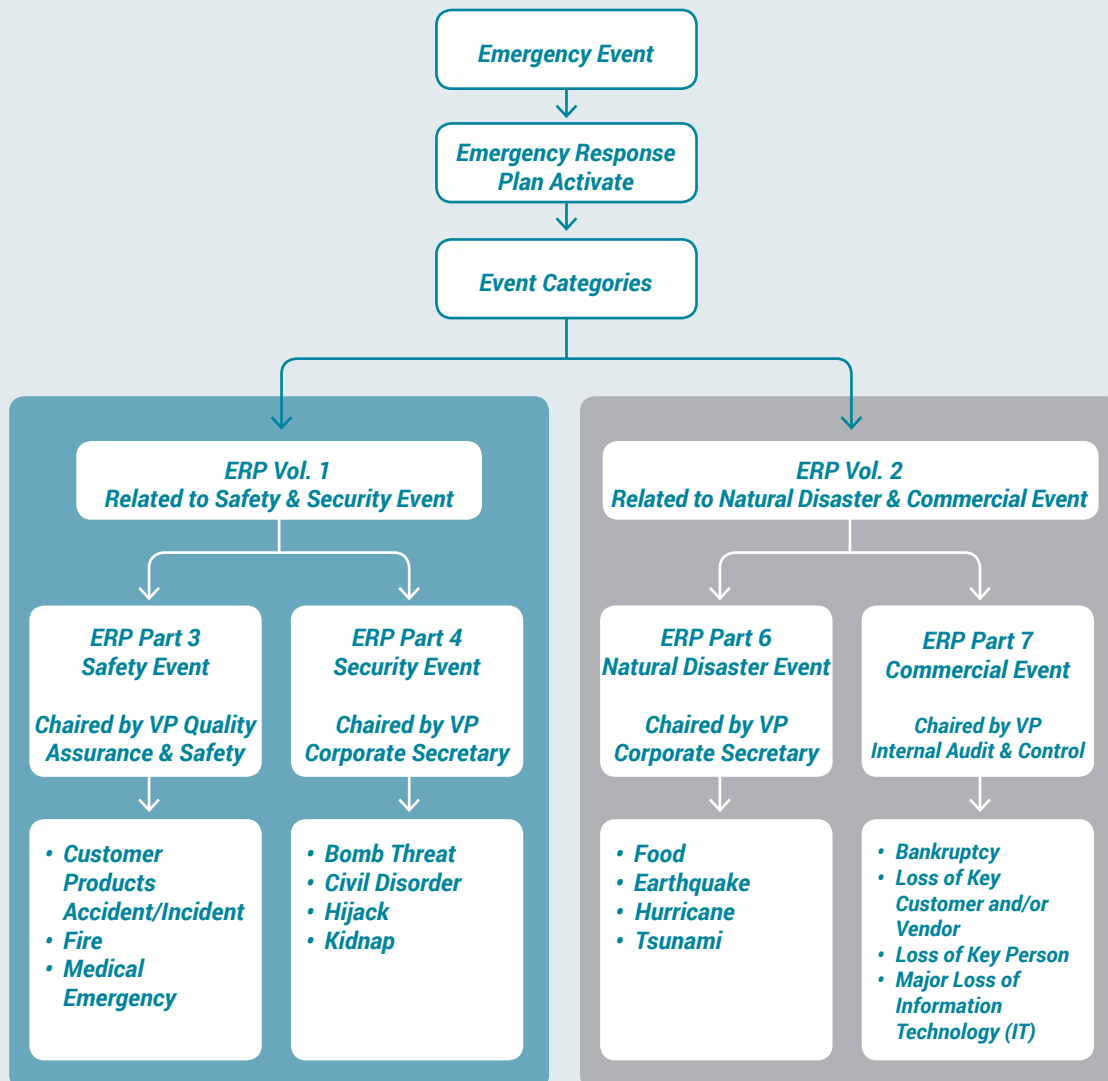 Emergency Event
Emergency Response
Plan Activate
Event Categories
ERP Vol. 1
Related to Safety & Security Event
ERP Vol. 2
Related to Natural Disaster & Commercial Event
ERP Part 3
Safety Event
Chaired by VP Quality
Assurance & Safety
ERP Part 4
Security Event
Chaired by VP
Corporate Secretary
ERP Part 6
Natural Disaster Event
Chaired by VP
Corporate Secretary
ERP Part 7
Commercial Event
Chaired by VP
Internal Audit & Control
• Customer
Products
Accident/Incident
• Fire
• Medical
Emergency
• Bomb Threat
• Civil Disorder
• Hijack
• Kidnap
• Food
• Earthquake
• Hurricane
• Tsunami
• Bankruptcy
• Loss of Key
Customer and/or
Vendor
• Loss of Key Person
• Major Loss of
Information
Technology (IT)